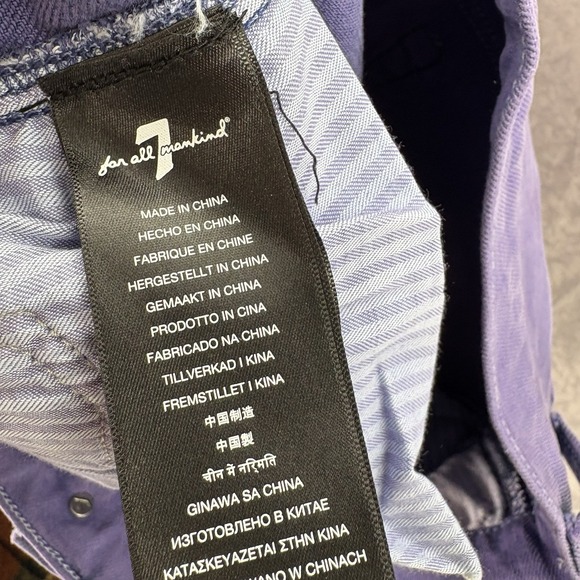 7
for all mankind®
MADE IN CHINA
HECHO EN CHINA
FABRIQUE EN CHINE
HERGESTELLT IN CHINA
GEMAAKT IN CHINA
PRODOTTO IN CINA
FABRICADO NA CHINA
TILLVERKAD I KINA
FREMSTILLET I KINA
中国制造
中国製
चीन में नि्रमिति
GINAWA SA CHINA
ИЗГОТОВЛЕНО В КИТАЕ
ΚΑΤΑΣΚΕΥΑΖΕΤΑΙ ΣΤΗΝ ΚΙΝΑ
WANO W CHINACH